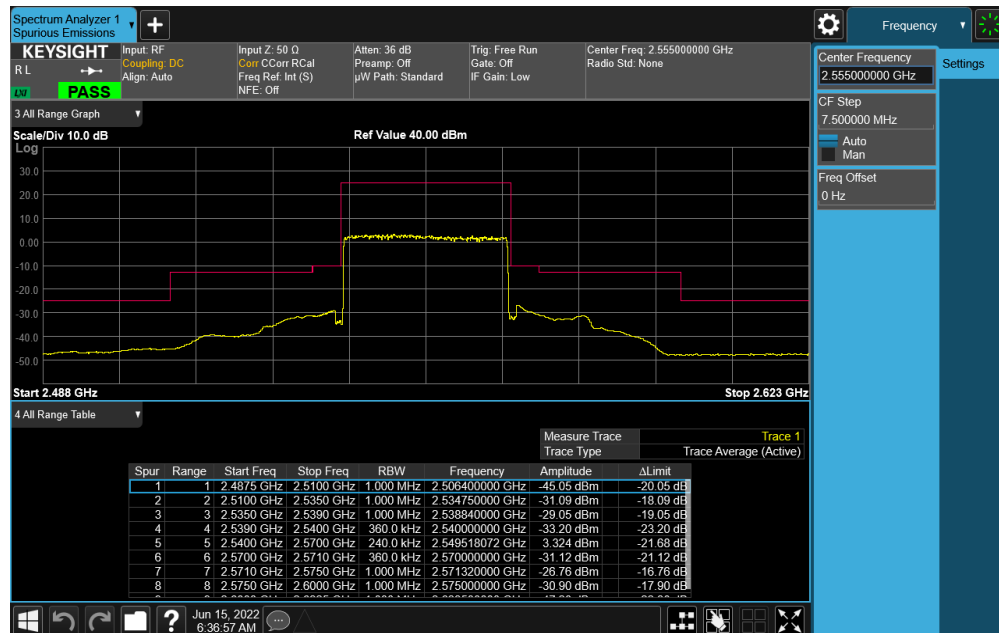 Spectrum Analyzer 1
Spurious Emissions
Frequency
KEYSIGHT
R L
LXI
PASS
Input: RF
Coupling: DC
Align: Auto
Input Z: 50 Ω
Corr CCorr RCal
Freq Ref: Int (S)
NFE: Off
Atten: 36 dB
Preamp: Off
µW Path: Standard
Trig: Free Run
Gate: Off
IF Gain: Low
Center Freq: 2.555000000 GHz
Radio Std: None
Center Frequency
2.555000000 GHz
Settings
CF Step
7.500000 MHz
Auto
Man
Freq Offset
0 Hz
3 All Range Graph
Scale/Div 10.0 dB
Ref Value 40.00 dBm
Log
30.0
20.0
10.0
0.00
-10.0
-20.0
-30.0
-40.0
-50.0
Start 2.488 GHz
Stop 2.623 GHz
4 All Range Table
Measure Trace Trace 1
Trace Type Trace Average (Active)
Spur Range Start Freq Stop Freq RBW Frequency Amplitude ΔLimit
1 1 2.4875 GHz 2.5100 GHz 1.000 MHz 2.506400000 GHz -45.05 dBm -20.05 dB
2 2 2.5100 GHz 2.5350 GHz 1.000 MHz 2.534750000 GHz -31.09 dBm -18.09 dB
3 3 2.5350 GHz 2.5390 GHz 1.000 MHz 2.538840000 GHz -29.05 dBm -19.05 dB
4 4 2.5390 GHz 2.5400 GHz 360.0 kHz 2.540000000 GHz -33.20 dBm -23.20 dB
5 5 2.5400 GHz 2.5700 GHz 240.0 kHz 2.549518072 GHz 3.324 dBm -21.68 dB
6 6 2.5700 GHz 2.5710 GHz 360.0 kHz 2.570000000 GHz -31.12 dBm -21.12 dB
7 7 2.5710 GHz 2.5750 GHz 1.000 MHz 2.571320000 GHz -26.76 dBm -16.76 dB
8 8 2.5750 GHz 2.6000 GHz 1.000 MHz 2.575000000 GHz -30.90 dBm -17.90 dB
?
Jun 15, 2022
6:36:57 AM